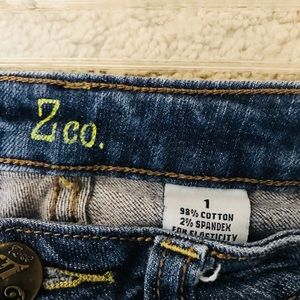 Z co.
1
98% COTTON
2% SPANDEX
FOR ELASTICITY